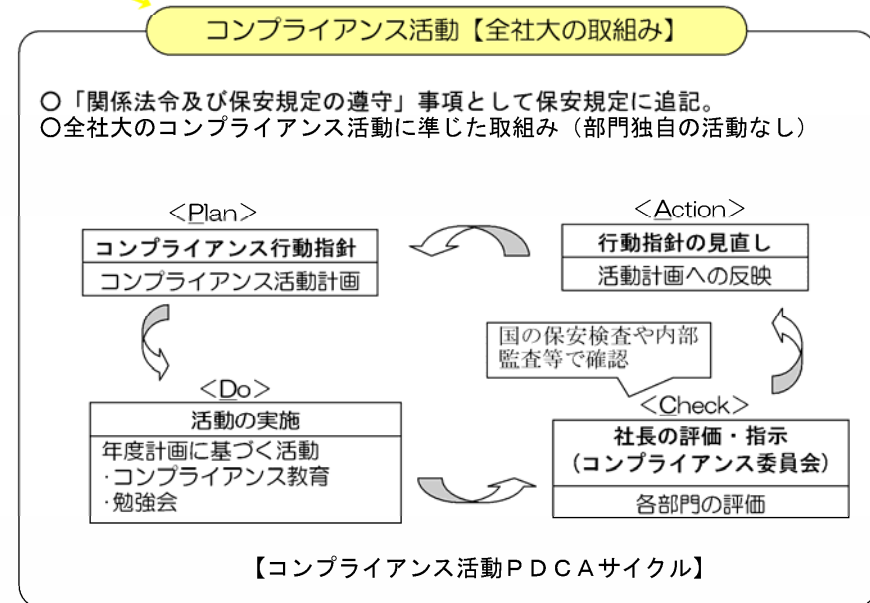 コンプライアンス活動【全社大の取組み】
○「関係法令及び保安規定の遵守」事項として保安規定に追記。
○全社大のコンプライアンス活動に準じた取組み（部門独自の活動なし）
＜Plan＞
コンプライアンス行動指針
コンプライアンス活動計画
＜Action＞
行動指針の見直し
活動計画への反映
国の保安検査や内部
監査等で確認
＜Do＞
活動の実施
年度計画に基づく活動
・コンプライアンス教育
・勉強会
＜Check＞
社長の評価・指示
（コンプライアンス委員会）
各部門の評価
【コンプライアンス活動ＰＤＣＡサイクル】